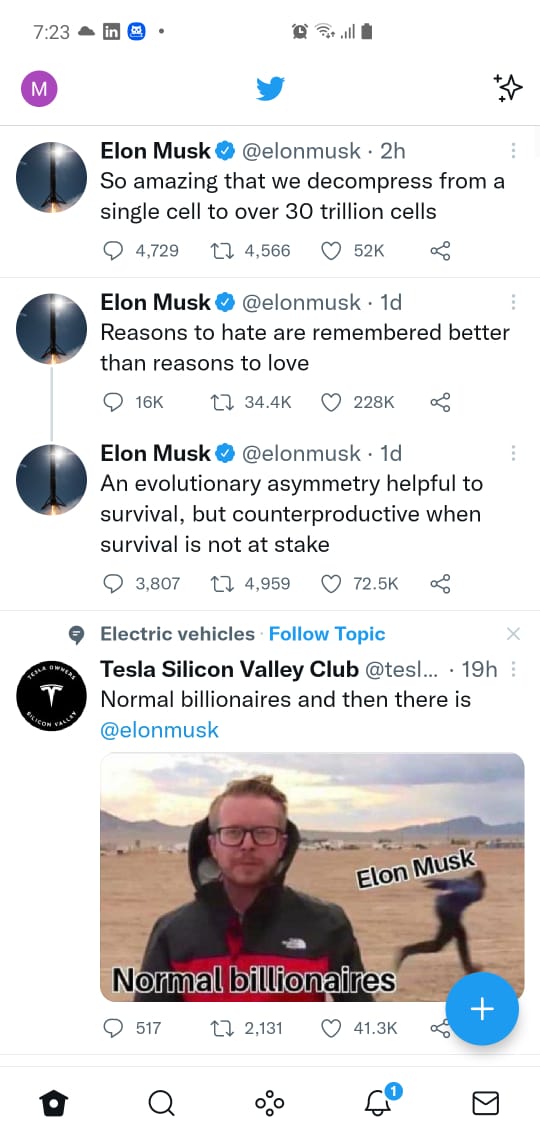 7:23
M
Elon Musk @elonmusk · 2h
So amazing that we decompress from a
single cell to over 30 trillion cells
4,729 4,566 52K
Elon Musk @elonmusk · 1d
Reasons to hate are remembered better
than reasons to love
16K 34.4K 228K
Elon Musk @elonmusk · 1d
An evolutionary asymmetry helpful to
survival, but counterproductive when
survival is not at stake
3,807 4,959 72.5K
Electric vehicles · Follow Topic
Tesla Silicon Valley Club @tesl... · 19h
TESLA OWNERS
SILICON VALLEY
Normal billionaires and then there is
@elonmusk
Elon Musk
Normal billionaires
517 2,131 41.3K
1